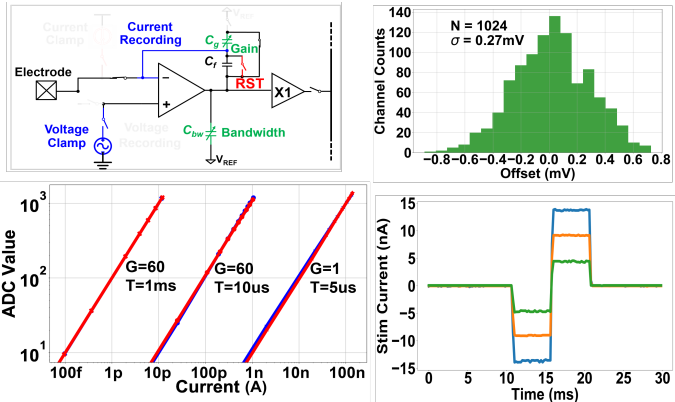 Current
Clamp
V_REF
Current
Recording
C_g
Gain
C_f
RST
Electrode
−
+
X1
Voltage
Clamp
Voltage
Recording
C_bw
Bandwidth
V_REF
Channel Counts
140
120
100
80
60
40
20
0
N = 1024
σ = 0.27mV
-0.8 -0.6 -0.4 -0.2 0.0 0.2 0.4 0.6 0.8
Offset (mV)
ADC Value
10³
10²
10¹
G=60
T=1ms
G=60
T=10us
G=1
T=5us
100f 1p 10p 100p 1n 10n 100n
Current (A)
Stim Current (nA)
15
10
5
0
−5
−10
−15
0 5 10 15 20 25 30
Time (ms)